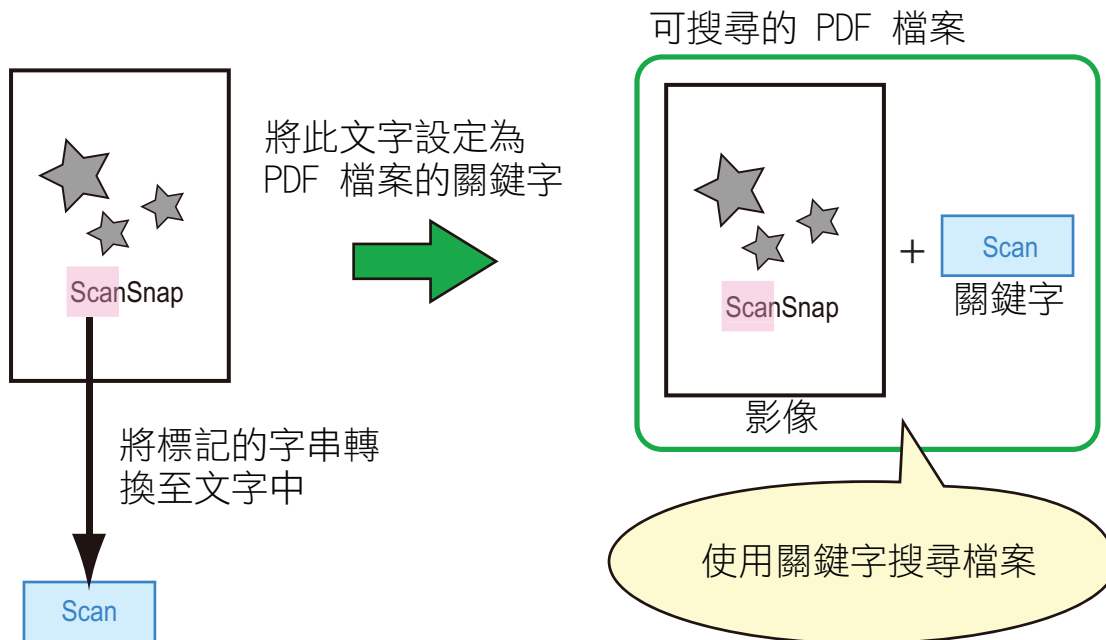 可搜尋的 PDF 檔案
將此文字設定為
PDF 檔案的關鍵字
ScanSnap
ScanSnap
+
Scan
關鍵字
影像
將標記的字串轉
換至文字中
使用關鍵字搜尋檔案
Scan